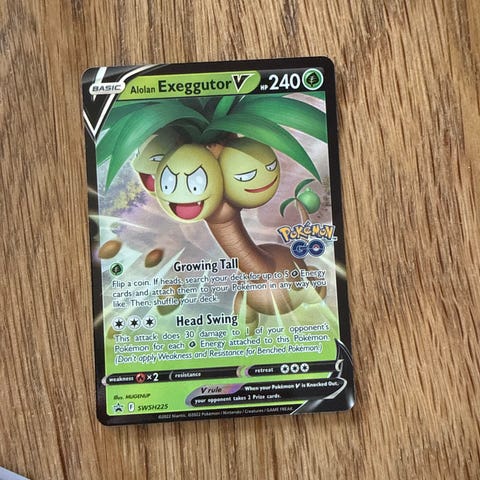 BASIC
Alolan Exeggutor V HP 240
Pokémon
GO
Growing Tall
Flip a coin. If heads, search your deck for up to 5 Energy
cards and attach them to your Pokémon in any way you
like. Then, shuffle your deck.
Head Swing
This attack does 30 damage to 1 of your opponent's
Pokémon for each Energy attached to this Pokémon.
(Don't apply Weakness and Resistance for Benched Pokémon.)
weakness ×2 resistance retreat
V rule When your Pokémon V is Knocked Out,
your opponent takes 2 Prize cards.
Illus. MUGENUP
F SWSH225
©2022 Niantic. ©2022 Pokémon / Nintendo / Creatures / GAME FREAK.